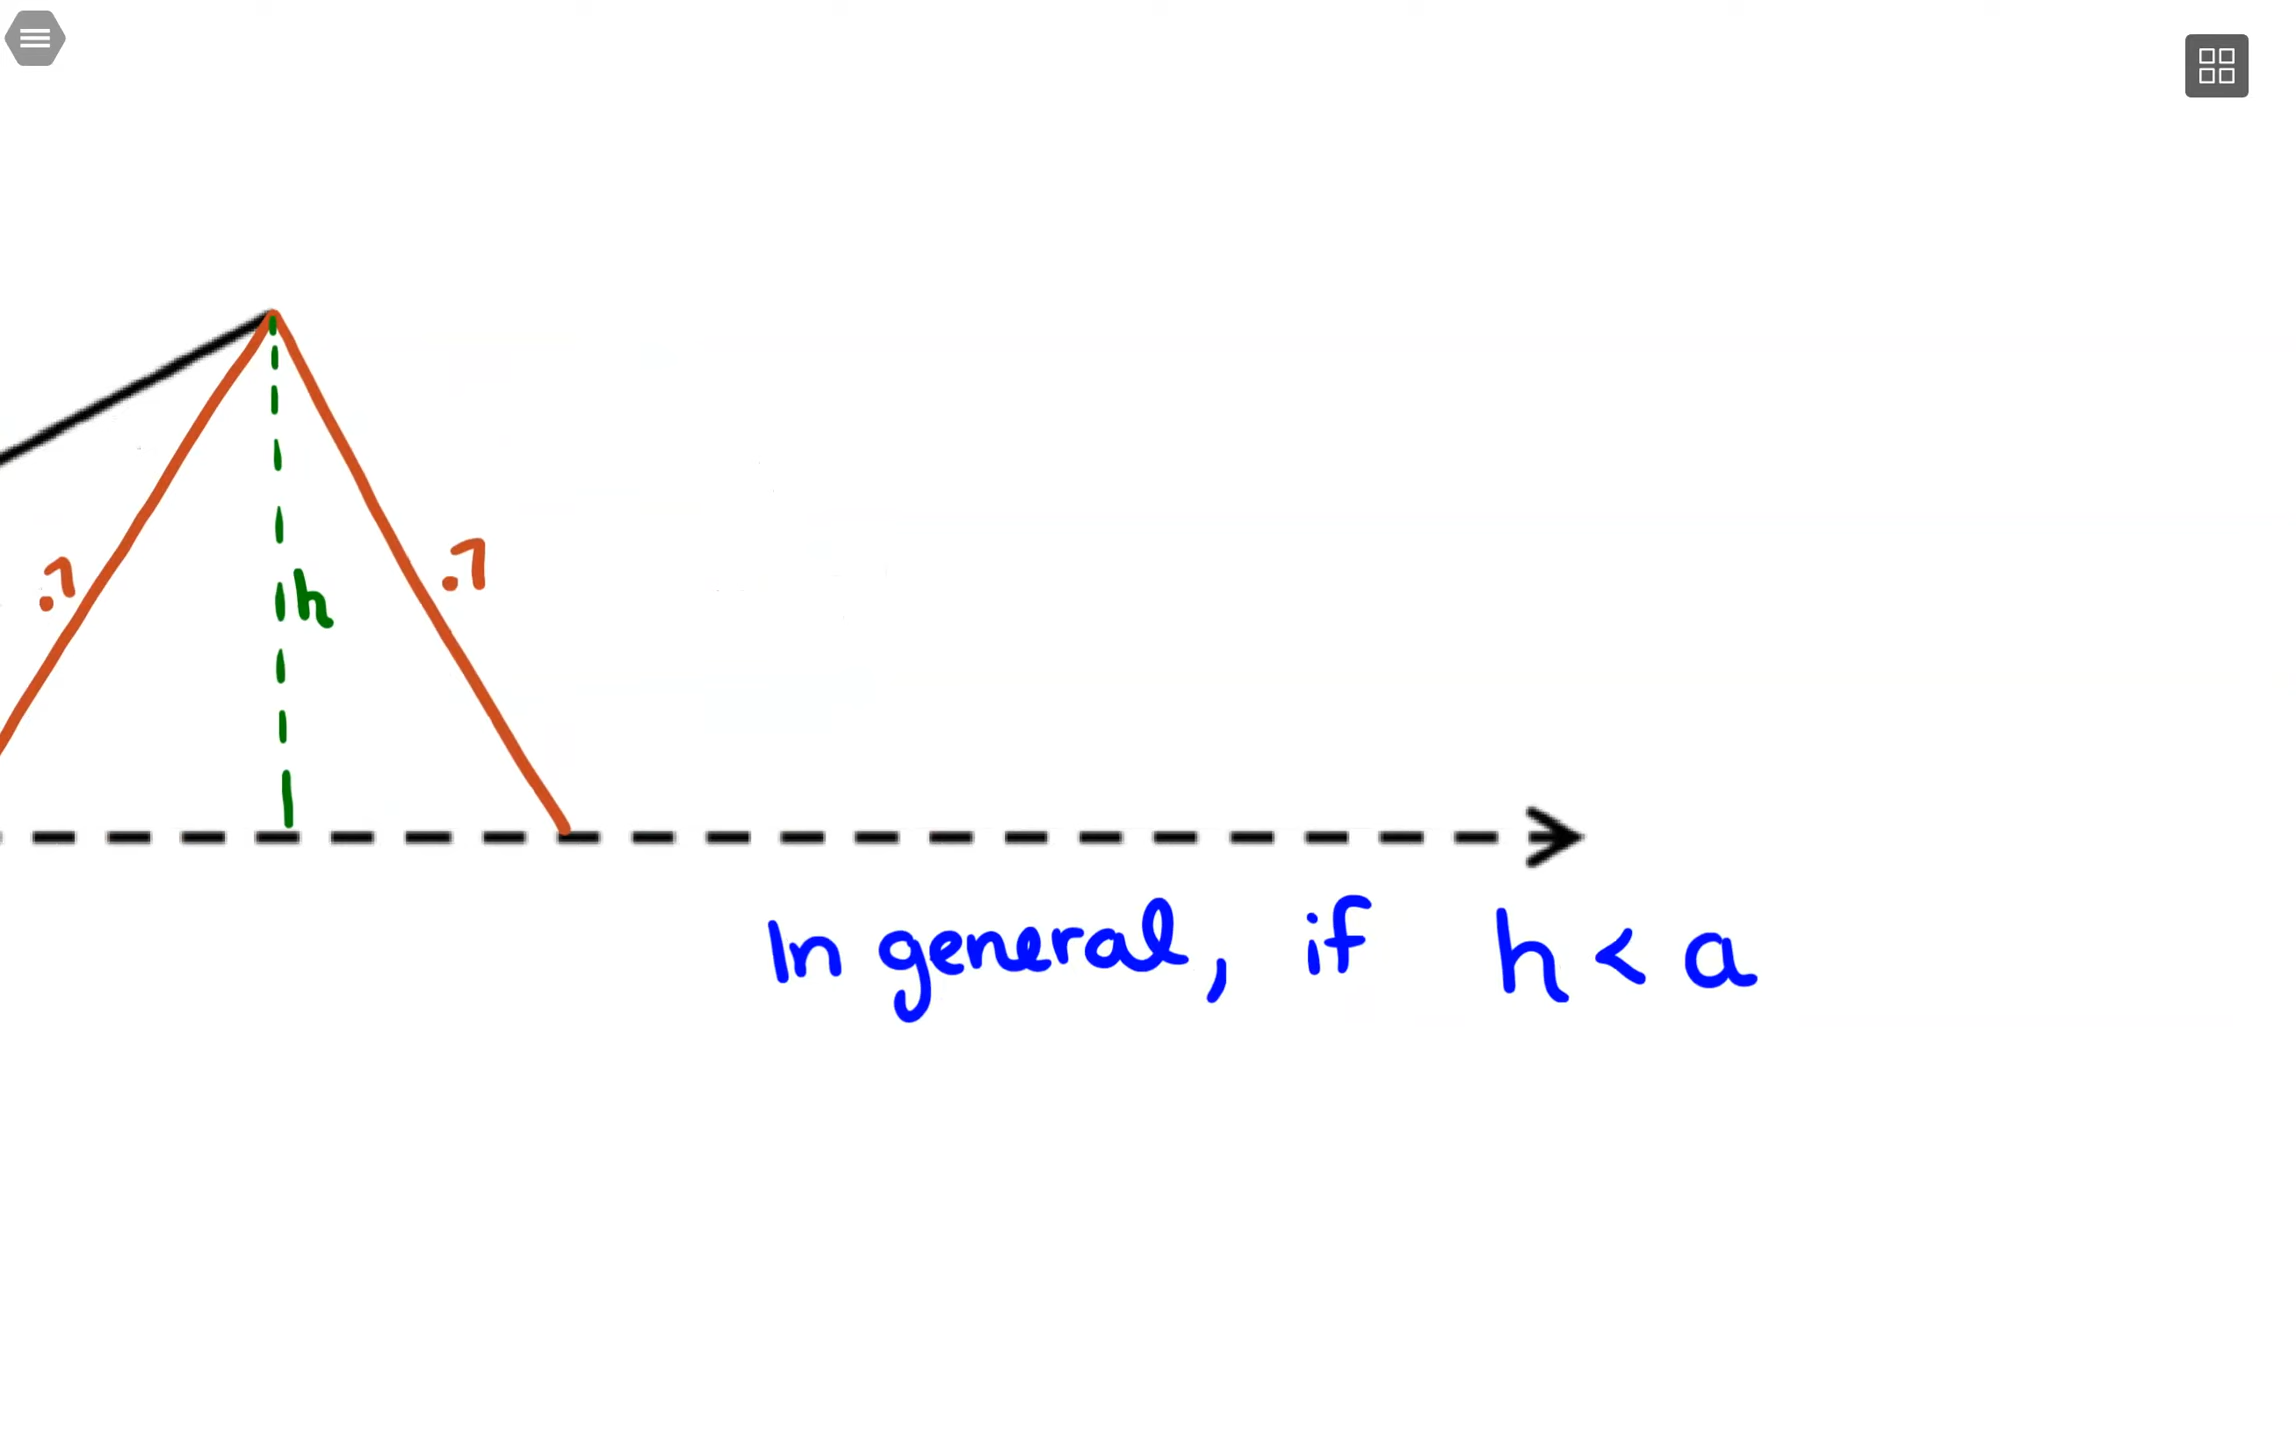 .7
.7
h
In general, if h < a